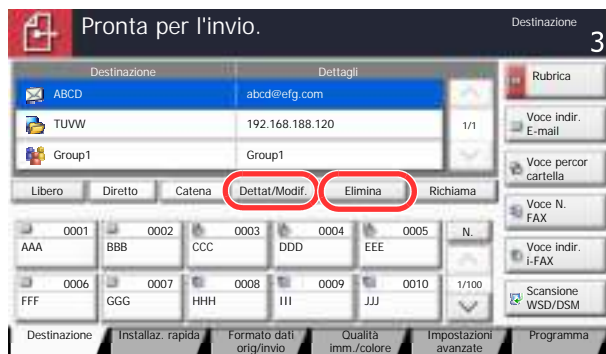 Pronta per l'invio.
Destinazione
3
Destinazione Dettagli
ABCD abcd@efg.com
TUVW 192.168.188.120 1/1
Group1 Group1
Rubrica
Voce indir.
E-mail
Voce percor
cartella
Voce N.
FAX
Voce indir.
i-FAX
Scansione
WSD/DSM
Libero Diretto Catena Dettat/Modif. Elimina Richiama
0001 0002 0003 0004 0005 N.
AAA BBB CCC DDD EEE
0006 0007 0008 0009 0010 1/100
FFF GGG HHH III JJJ
Destinazione Installaz. rapida Formato dati Qualità Impostazioni Programma
orig/invio imm./colore avanzate